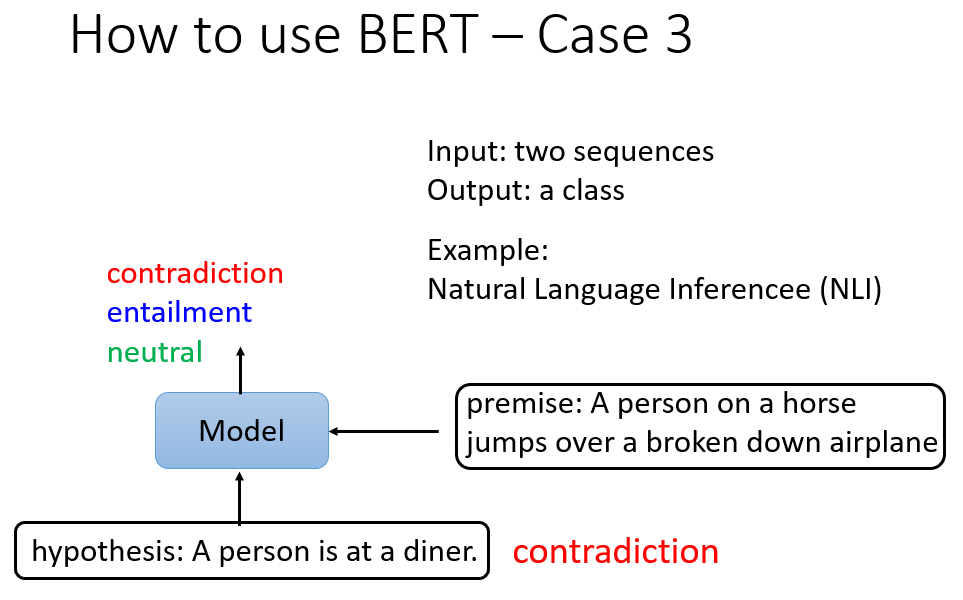 How to use BERT – Case 3
Input: two sequences
Output: a class
Example:
Natural Language Inferencee (NLI)
contradiction
entailment
neutral
Model
premise: A person on a horse
jumps over a broken down airplane
hypothesis: A person is at a diner.
contradiction